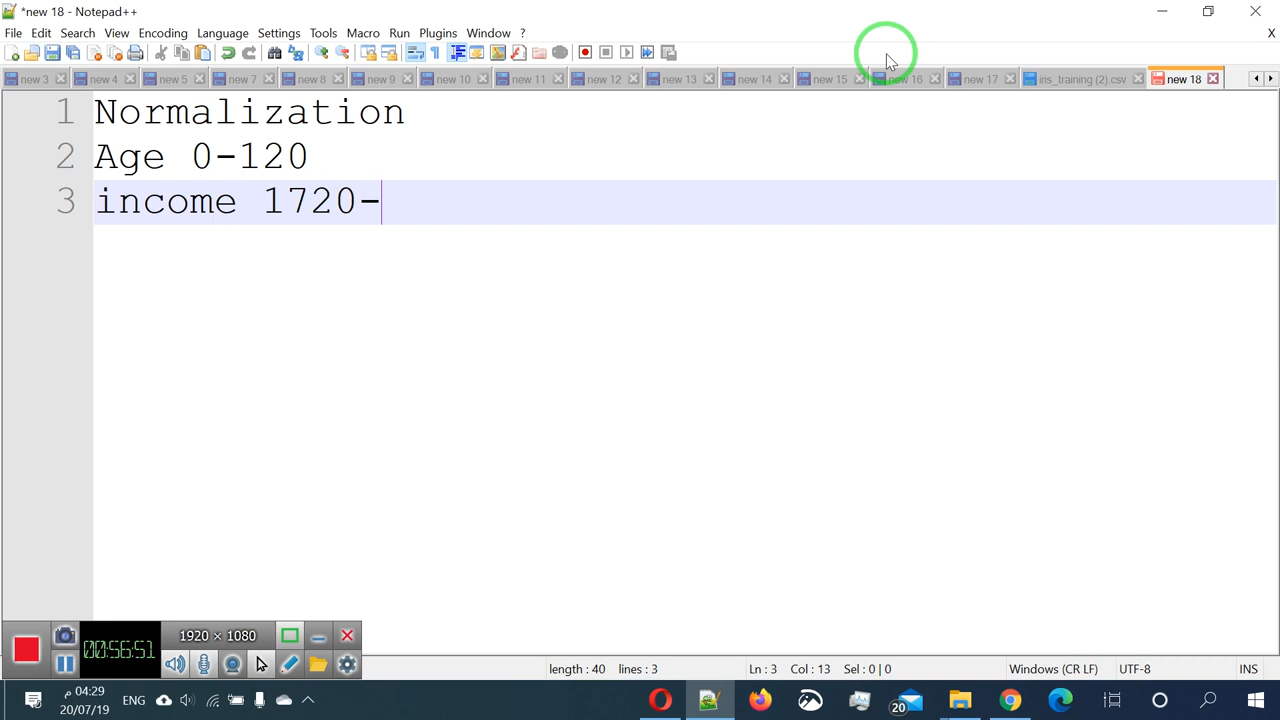 *new 18 - Notepad++
File Edit Search View Encoding Language Settings Tools Macro Run Plugins Window ? X
new 3 new 4 new 5 new 7 new 8 new 9 new 10 new 11 new 12 new 13 new 14 new 15 new 16 new 17 iris_training (2).csv new 18
1 Normalization
2 Age 0-120
3 income 1720-
00:56:51
1920 × 1080
length : 40 lines : 3 Ln : 3 Col : 13 Sel : 0 | 0 Windows (CR LF) UTF-8 INS
04:29 م
20/07/19
ENG
20